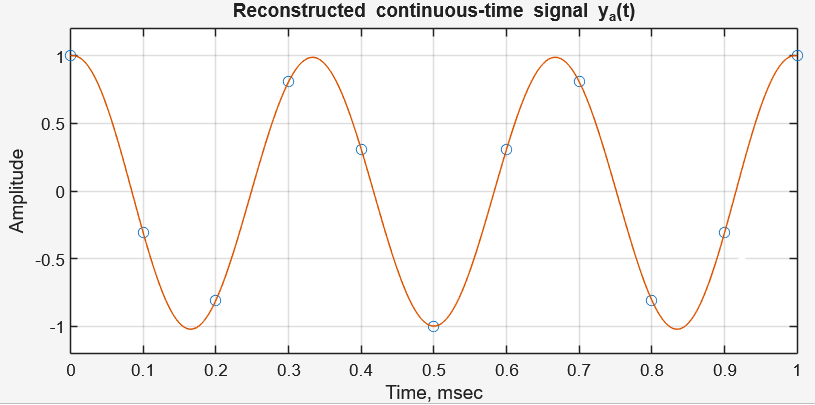 Reconstructed continuous-time signal yₐ(t)
Amplitude
1
0.5
0
-0.5
-1
0 0.1 0.2 0.3 0.4 0.5 0.6 0.7 0.8 0.9 1
Time, msec